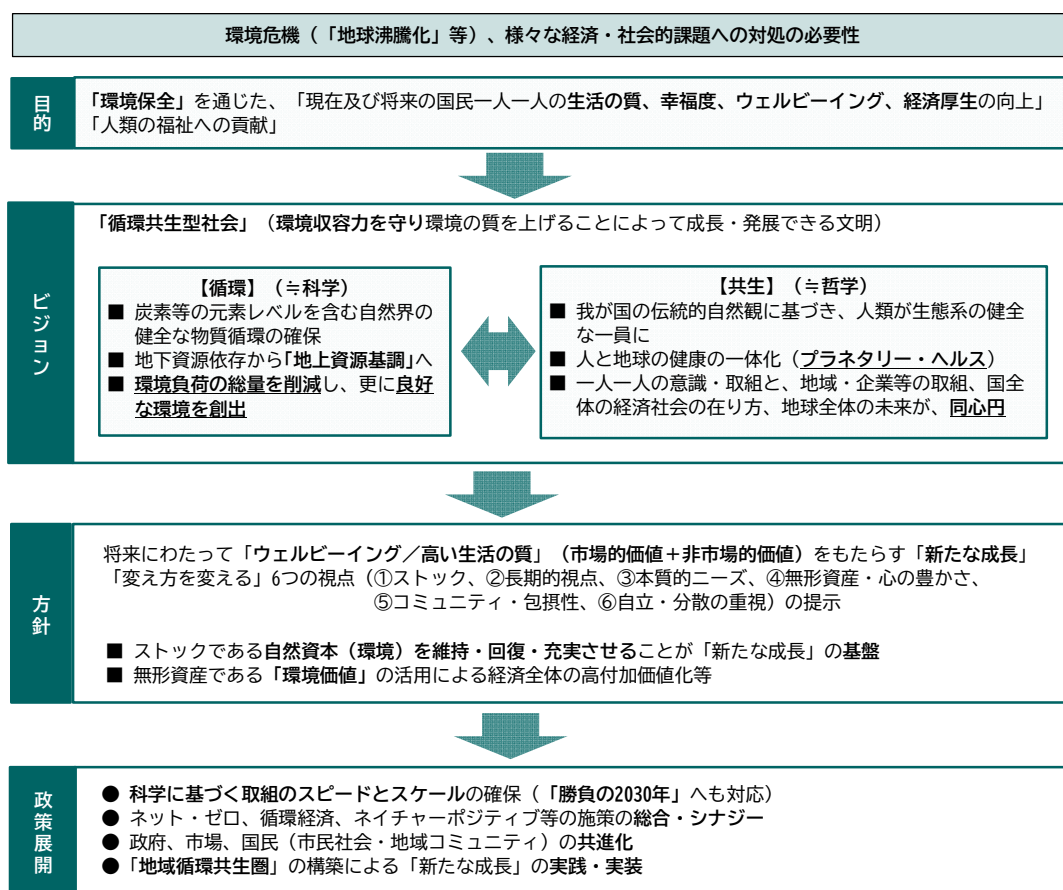 環境危機（「地球沸騰化」等）、様々な経済・社会的課題への対処の必要性
目的
「環境保全」を通じた、「現在及び将来の国民一人一人の生活の質、幸福度、ウェルビーイング、経済厚生の向上」
「人類の福祉への貢献」
ビジョン
「循環共生型社会」（環境収容力を守り環境の質を上げることによって成長・発展できる文明）
【循環】（≒科学）
■ 炭素等の元素レベルを含む自然界の
健全な物質循環の確保
■ 地下資源依存から「地上資源基調」へ
■ 環境負荷の総量を削減し、更に良好
な環境を創出
【共生】（≒哲学）
■ 我が国の伝統的自然観に基づき、人類が生態系の健全
な一員に
■ 人と地球の健康の一体化（プラネタリー・ヘルス）
■ 一人一人の意識・取組と、地域・企業等の取組、国全
体の経済社会の在り方、地球全体の未来が、同心円
方針
将来にわたって「ウェルビーイング／高い生活の質」（市場的価値＋非市場的価値）をもたらす「新たな成長」
「変え方を変える」6つの視点（①ストック、②長期的視点、③本質的ニーズ、④無形資産・心の豊かさ、
⑤コミュニティ・包摂性、⑥自立・分散の重視）の提示
■ ストックである自然資本（環境）を維持・回復・充実させることが「新たな成長」の基盤
■ 無形資産である「環境価値」の活用による経済全体の高付加価値化等
政策展開
● 科学に基づく取組のスピードとスケールの確保（「勝負の2030年」へも対応）
● ネット・ゼロ、循環経済、ネイチャーポジティブ等の施策の総合・シナジー
● 政府、市場、国民（市民社会・地域コミュニティ）の共進化
● 「地域循環共生圏」の構築による「新たな成長」の実践・実装